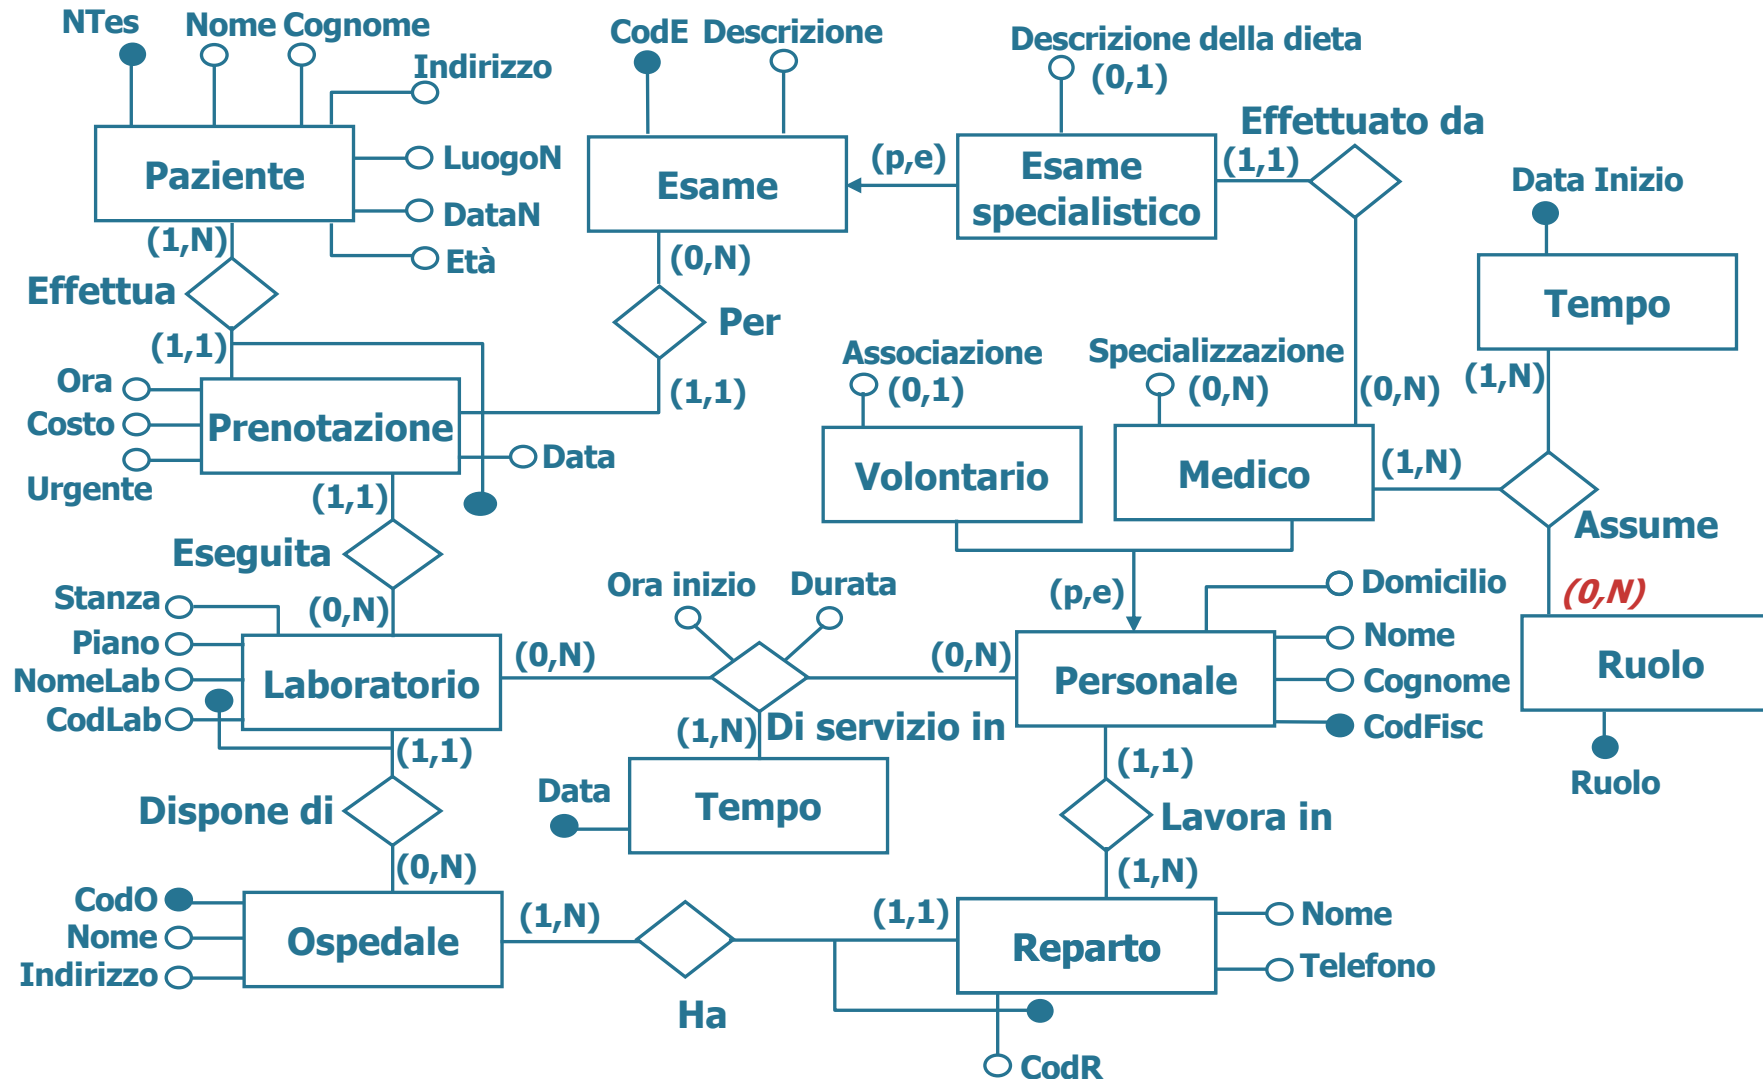 NTes
Nome Cognome
Indirizzo
Paziente
LuogoN
DataN
Età
(1,N)
Effettua
(1,1)
CodE Descrizione
Esame
(0,N)
Per
(1,1)
(p,e)
Descrizione della dieta
(0,1)
Esame
specialistico
(1,1)
Effettuato da
(0,N)
Data Inizio
Tempo
(1,N)
Ora
Costo
Urgente
Prenotazione
Data
(1,1)
Eseguita
(0,N)
Associazione
(0,1)
Volontario
Specializzazione
(0,N)
Medico
(1,N)
Assume
(0,N)
Ruolo
Ruolo
(p,e)
Stanza
Piano
NomeLab
CodLab
Laboratorio
(0,N)
Ora inizio
Durata
(0,N)
Di servizio in
(1,N)
Data
Tempo
Personale
Domicilio
Nome
Cognome
CodFisc
(1,1)
Lavora in
(1,N)
(1,1)
Dispone di
(0,N)
CodO
Nome
Indirizzo
Ospedale
(1,N)
Ha
(1,1)
Reparto
Nome
Telefono
CodR